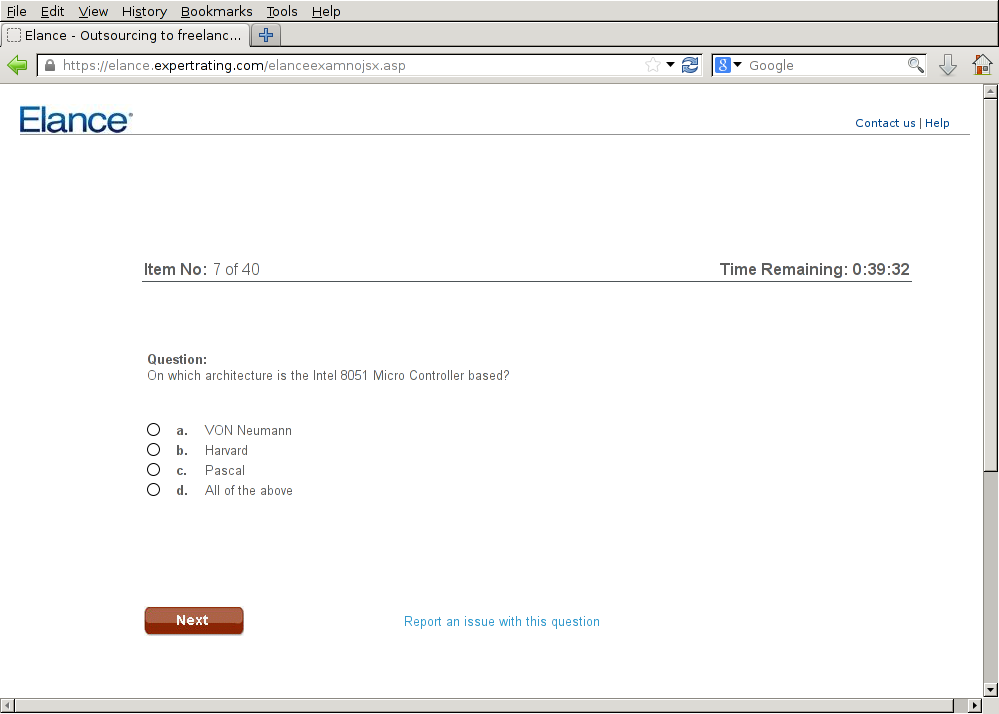 File Edit View History Bookmarks Tools Help
Elance - Outsourcing to freelanc...
https://elance.expertrating.com/elanceexamnojsx.asp
8 Google
Elance®
Contact us | Help
Item No: 7 of 40
Time Remaining: 0:39:32
Question:
On which architecture is the Intel 8051 Micro Controller based?
a. VON Neumann
b. Harvard
c. Pascal
d. All of the above
Next
Report an issue with this question